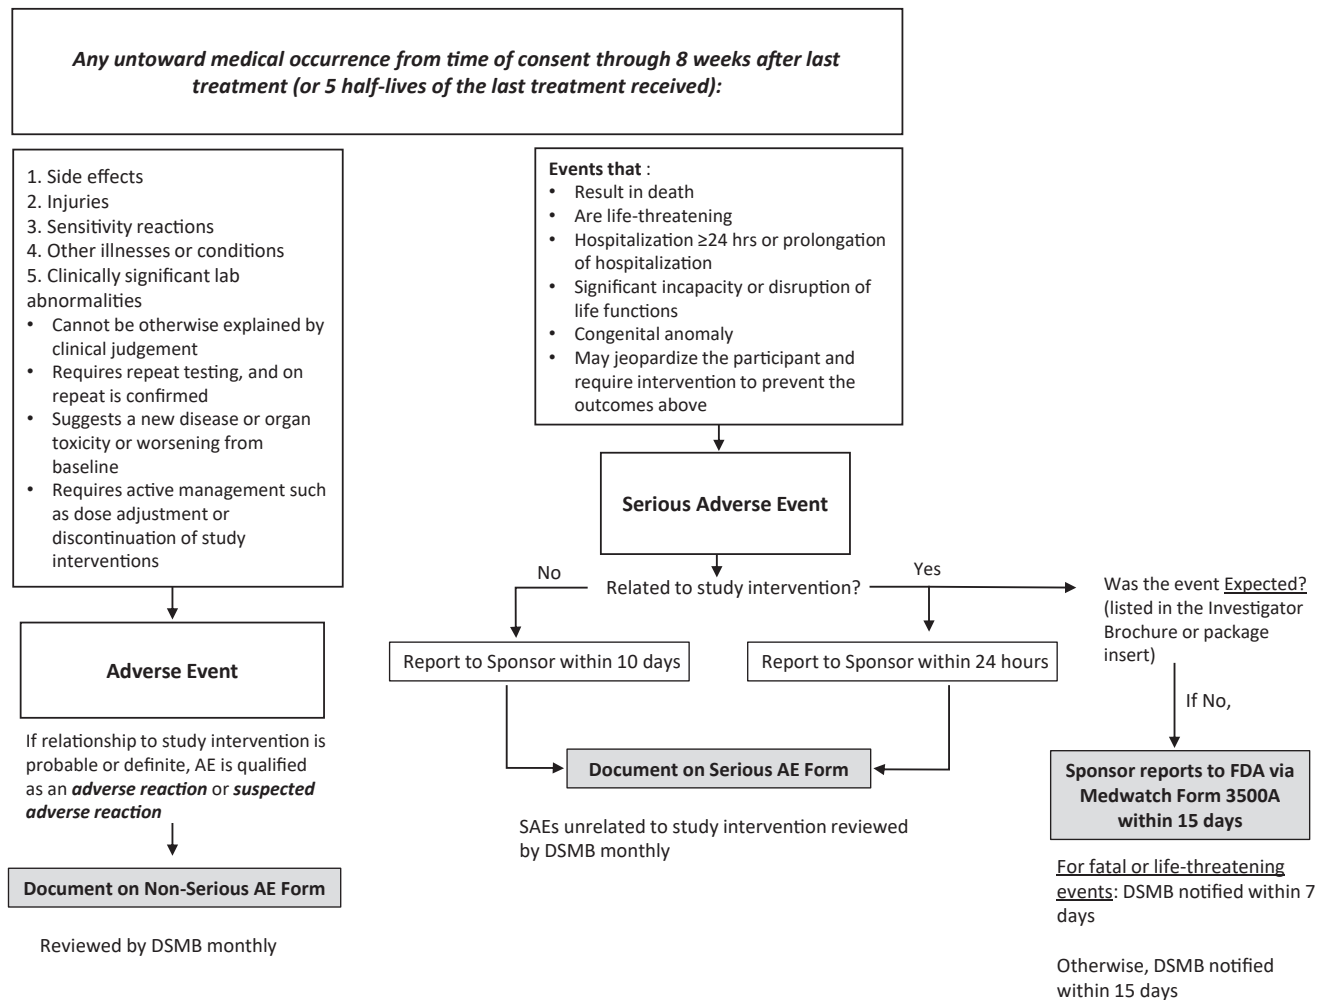 Any untoward medical occurrence from time of consent through 8 weeks after last
treatment (or 5 half-lives of the last treatment received):
1. Side effects
2. Injuries
3. Sensitivity reactions
4. Other illnesses or conditions
5. Clinically significant lab
abnormalities
• Cannot be otherwise explained by
clinical judgement
• Requires repeat testing, and on
repeat is confirmed
• Suggests a new disease or organ
toxicity or worsening from
baseline
• Requires active management such
as dose adjustment or
discontinuation of study
interventions
Adverse Event
If relationship to study intervention is
probable or definite, AE is qualified
as an adverse reaction or suspected
adverse reaction
Document on Non-Serious AE Form
Reviewed by DSMB monthly
Events that :
• Result in death
• Are life-threatening
• Hospitalization ≥24 hrs or prolongation
of hospitalization
• Significant incapacity or disruption of
life functions
• Congenital anomaly
• May jeopardize the participant and
require intervention to prevent the
outcomes above
Serious Adverse Event
Related to study intervention?
No
Yes
Report to Sponsor within 10 days
Report to Sponsor within 24 hours
Document on Serious AE Form
SAEs unrelated to study intervention reviewed
by DSMB monthly
Was the event Expected?
(listed in the Investigator
Brochure or package
insert)
If No,
Sponsor reports to FDA via
Medwatch Form 3500A
within 15 days
For fatal or life-threatening
events: DSMB notified within 7
days
Otherwise, DSMB notified
within 15 days